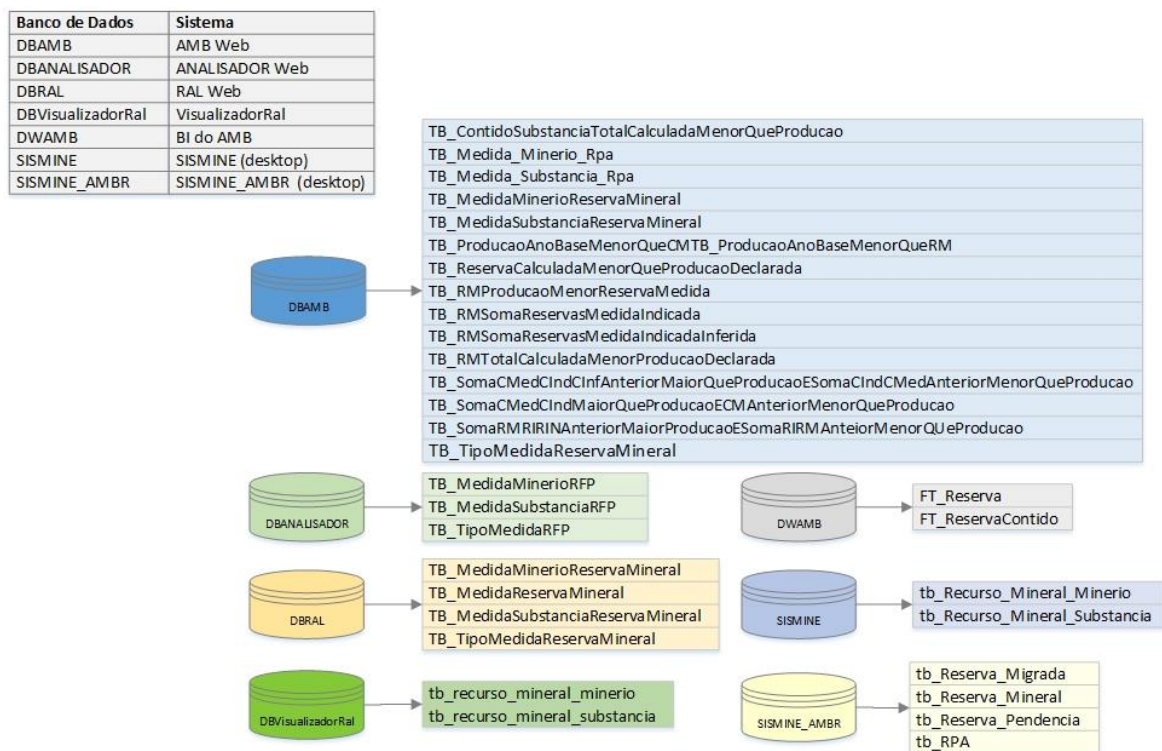 Banco de Dados Sistema
DBAMB AMB Web
DBANALISADOR ANALISADOR Web
DBRAL RAL Web
DBVisualizadorRal VisualizadorRal
DWAMB BI do AMB
SISMINE SISMINE (desktop)
SISMINE_AMBR SISMINE_AMBR (desktop)
DBAMB
TB_ContidoSubstanciaTotalCalculadaMenorQueProducao
TB_Medida_Minerio_Rpa
TB_Medida_Substancia_Rpa
TB_MedidaMinerioReservaMineral
TB_MedidaSubstanciaReservaMineral
TB_ProducaoAnoBaseMenorQueCMTB_ProducaoAnoBaseMenorQueRM
TB_ReservaCalculadaMenorQueProducaoDeclarada
TB_RMProducaoMenorReservaMedida
TB_RMSomaReservasMedidaIndicada
TB_RMSomaReservasMedidaIndicadaInferida
TB_RMTotalCalculadaMenorProducaoDeclarada
TB_SomaCMedCIndCInfAnteriorMaiorQueProducaoESomaCIndCMedAnteriorMenorQueProducao
TB_SomaCMedCIndMaiorQueProducaoECMAnteriorMenorQueProducao
TB_SomaRMRIRINAnteriorMaiorProducaoESomaRIRMAnteiorMenorQUeProducao
TB_TipoMedidaReservaMineral
DBANALISADOR
TB_MedidaMinerioRFP
TB_MedidaSubstanciaRFP
TB_TipoMedidaRFP
DWAMB
FT_Reserva
FT_ReservaContido
DBRAL
TB_MedidaMinerioReservaMineral
TB_MedidaReservaMineral
TB_MedidaSubstanciaReservaMineral
TB_TipoMedidaReservaMineral
SISMINE
tb_Recurso_Mineral_Minerio
tb_Recurso_Mineral_Substancia
DBVisualizadorRal
tb_recurso_mineral_minerio
tb_recurso_mineral_substancia
SISMINE_AMBR
tb_Reserva_Migrada
tb_Reserva_Mineral
tb_Reserva_Pendencia
tb_RPA